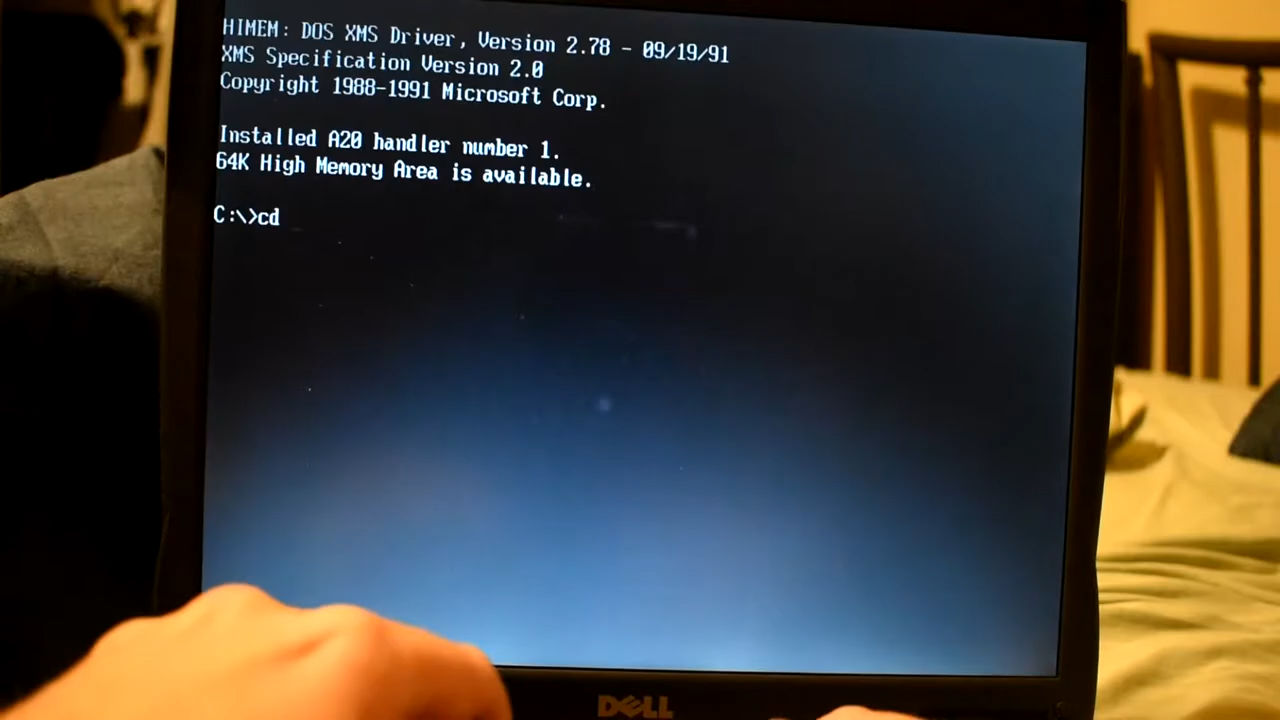 HIMEM: DOS XMS Driver, Version 2.78 - 09/19/91
XMS Specification Version 2.0
Copyright 1988-1991 Microsoft Corp.
Installed A20 handler number 1.
64K High Memory Area is available.
C:\>cd
DELL